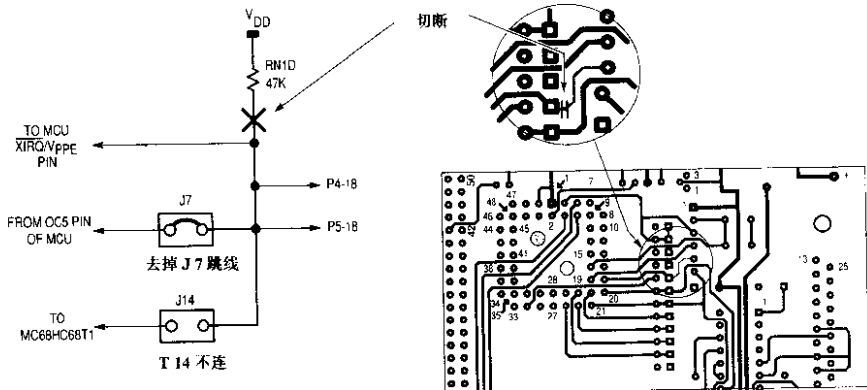 VDD
切断
RN1D
47K
TO MCU
XIRQ/VPPE
PIN
P4-18
J7
FROM OC5 PIN
OF MCU
P5-18
去掉 J 7 跳线
J14
TO
MC68HC68T1
T 14 不连
50
47
1
7
3
1
+
48
2
9
46
8
44
45
10
42
41
15
13
25
38
28
19
34
20
1
35
33
27
21